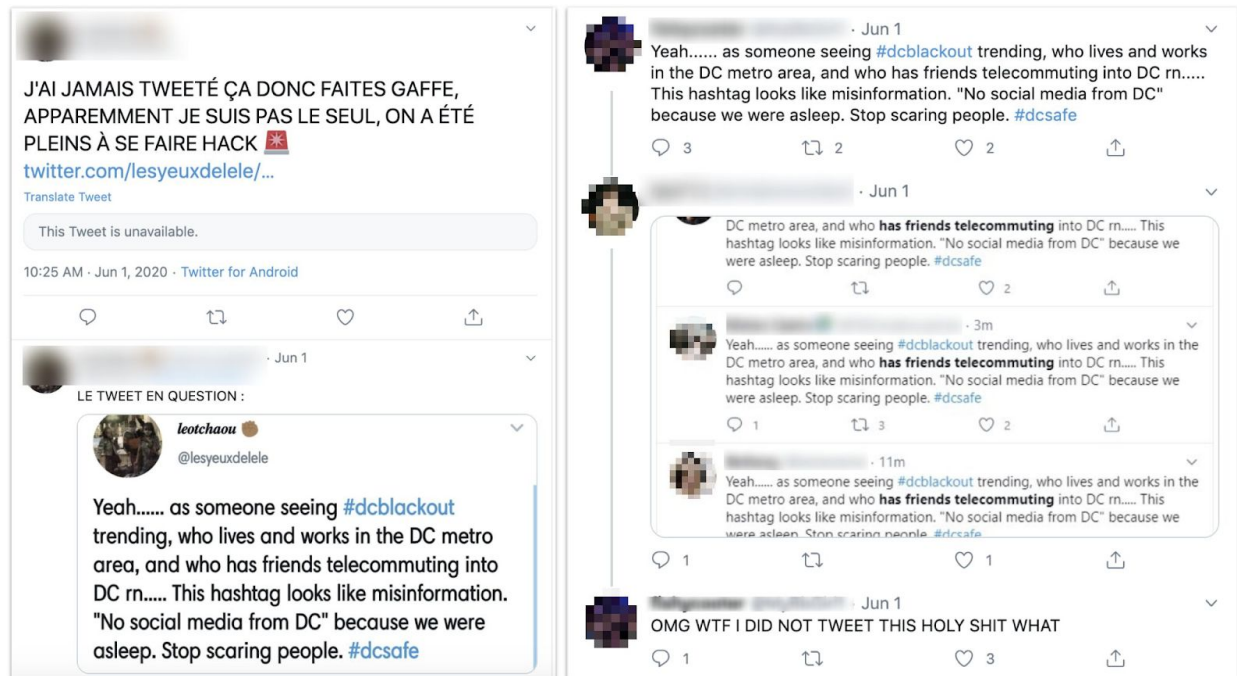 J'AI JAMAIS TWEETÉ ÇA DONC FAITES GAFFE,
APPAREMMENT JE SUIS PAS LE SEUL, ON A ÉTÉ
PLEINS À SE FAIRE HACK 🚨
twitter.com/lesyeuxdelele/...
Translate Tweet
This Tweet is unavailable.
10:25 AM · Jun 1, 2020 · Twitter for Android
· Jun 1
LE TWEET EN QUESTION :
leotchaou
@lesyeuxdelele
Yeah...... as someone seeing #dcblackout
trending, who lives and works in the DC metro
area, and who has friends telecommuting into
DC rn..... This hashtag looks like misinformation.
"No social media from DC" because we were
asleep. Stop scaring people. #dcsafe
· Jun 1
Yeah...... as someone seeing #dcblackout trending, who lives and works
in the DC metro area, and who has friends telecommuting into DC rn.....
This hashtag looks like misinformation. "No social media from DC"
because we were asleep. Stop scaring people. #dcsafe
3 2 2
· Jun 1
DC metro area, and who has friends telecommuting into DC rn..... This
hashtag looks like misinformation. "No social media from DC" because we
were asleep. Stop scaring people. #dcsafe
2
· 3m
Yeah...... as someone seeing #dcblackout trending, who lives and works in the
DC metro area, and who has friends telecommuting into DC rn..... This
hashtag looks like misinformation. "No social media from DC" because we
were asleep. Stop scaring people. #dcsafe
1 3 2
· 11m
Yeah...... as someone seeing #dcblackout trending, who lives and works in the
DC metro area, and who has friends telecommuting into DC rn..... This
hashtag looks like misinformation. "No social media from DC" because we
were asleep. Stop scaring people. #dcsafe
1 1
· Jun 1
OMG WTF I DID NOT TWEET THIS HOLY SHIT WHAT
1 3